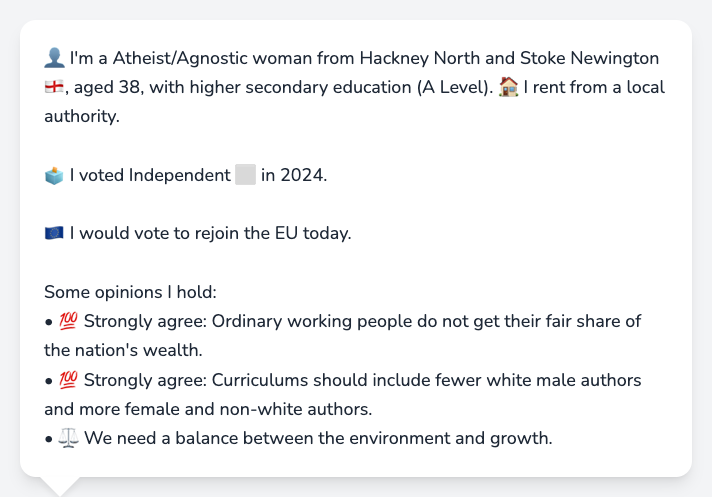 👤 I'm a Atheist/Agnostic woman from Hackney North and Stoke Newington
🏴󠁧󠁢󠁥󠁮󠁧󠁿, aged 38, with higher secondary education (A Level). 🏠 I rent from a local
authority.
🗳️ I voted Independent ⬜ in 2024.
🇪🇺 I would vote to rejoin the EU today.
Some opinions I hold:
• 💯 Strongly agree: Ordinary working people do not get their fair share of
the nation's wealth.
• 💯 Strongly agree: Curriculums should include fewer white male authors
and more female and non-white authors.
• ⚖️ We need a balance between the environment and growth.